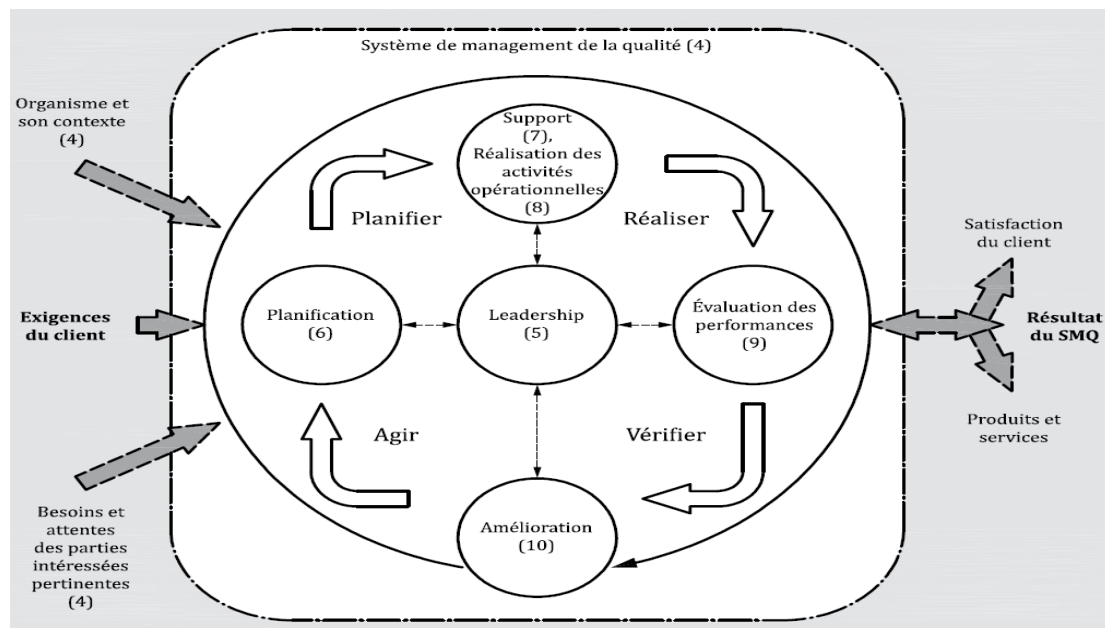 Système de management de la qualité (4)
Organisme et
son contexte
(4)
Support
(7),
Réalisation des
activités
opérationnelles
(8)
Planifier
Réaliser
Satisfaction
du client
Exigences
du client
Planification
(6)
Leadership
(5)
Évaluation des
performances
(9)
Résultat
du SMQ
Agir
Vérifier
Produits et
services
Besoins et
attentes
des parties
intéressées
pertinentes
(4)
Amélioration
(10)